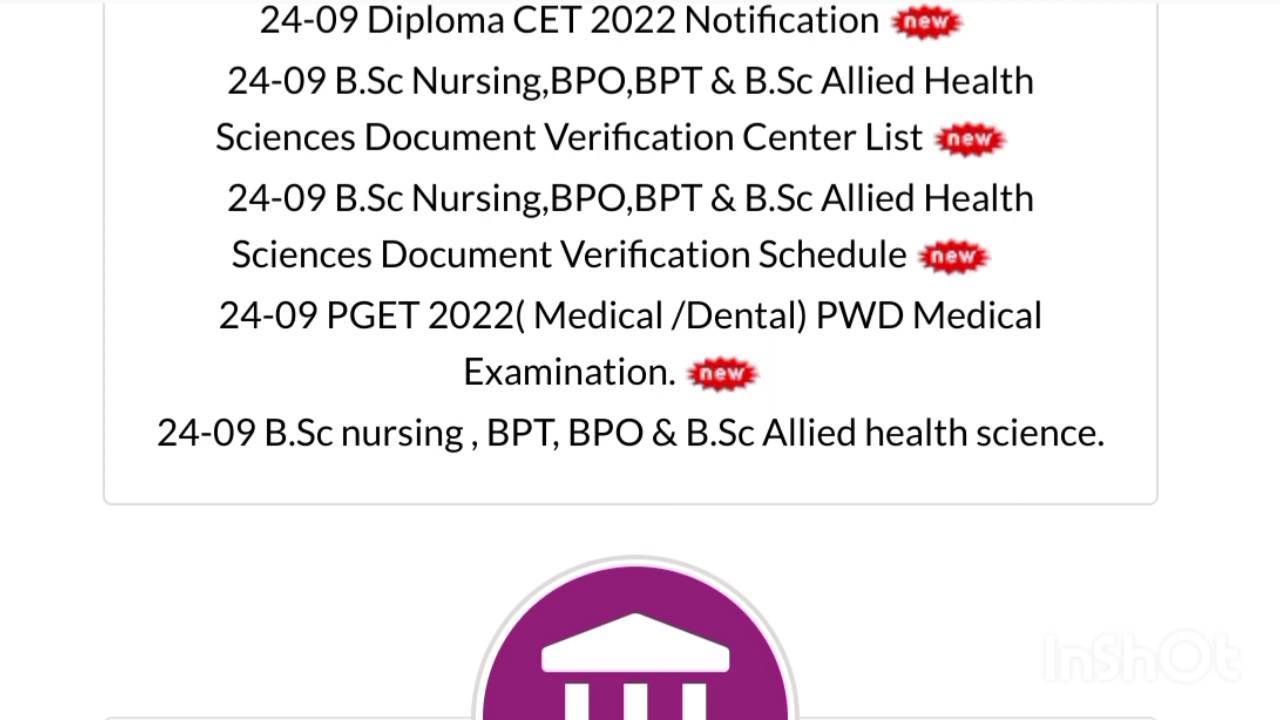 24-09 Diploma CET 2022 Notification new
24-09 B.Sc Nursing,BPO,BPT & B.Sc Allied Health
Sciences Document Verification Center List new
24-09 B.Sc Nursing,BPO,BPT & B.Sc Allied Health
Sciences Document Verification Schedule new
24-09 PGET 2022( Medical /Dental) PWD Medical
Examination. new
24-09 B.Sc nursing , BPT, BPO & B.Sc Allied health science.
InShOt